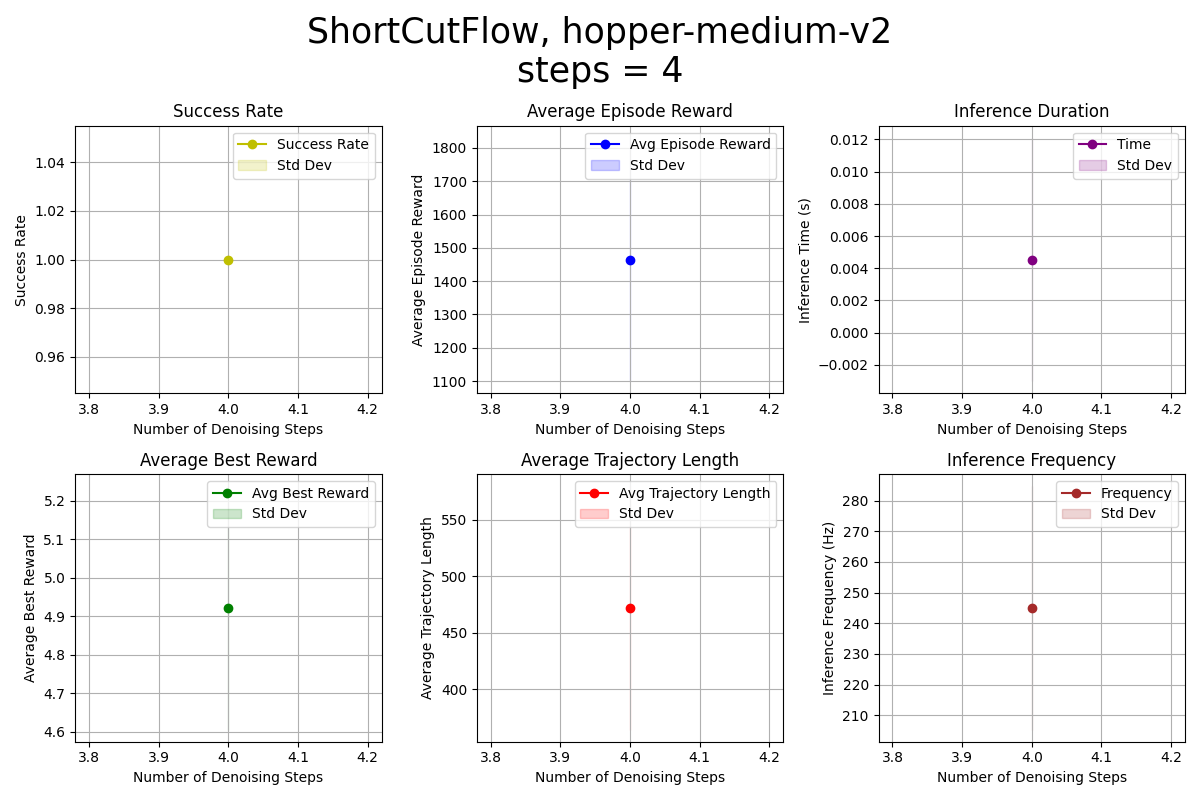 ShortCutFlow, hopper-medium-v2
steps = 4
Success Rate
Success Rate
Std Dev
1.04
1.02
1.00
0.98
0.96
Success Rate
3.8 3.9 4.0 4.1 4.2
Number of Denoising Steps
Average Episode Reward
Avg Episode Reward
Std Dev
1800
1700
1600
1500
1400
1300
1200
1100
Average Episode Reward
3.8 3.9 4.0 4.1 4.2
Number of Denoising Steps
Inference Duration
Time
Std Dev
0.012
0.010
0.008
0.006
0.004
0.002
0.000
−0.002
Inference Time (s)
3.8 3.9 4.0 4.1 4.2
Number of Denoising Steps
Average Best Reward
Avg Best Reward
Std Dev
5.2
5.1
5.0
4.9
4.8
4.7
4.6
Average Best Reward
3.8 3.9 4.0 4.1 4.2
Number of Denoising Steps
Average Trajectory Length
Avg Trajectory Length
Std Dev
550
500
450
400
Average Trajectory Length
3.8 3.9 4.0 4.1 4.2
Number of Denoising Steps
Inference Frequency
Frequency
Std Dev
280
270
260
250
240
230
220
210
Inference Frequency (Hz)
3.8 3.9 4.0 4.1 4.2
Number of Denoising Steps